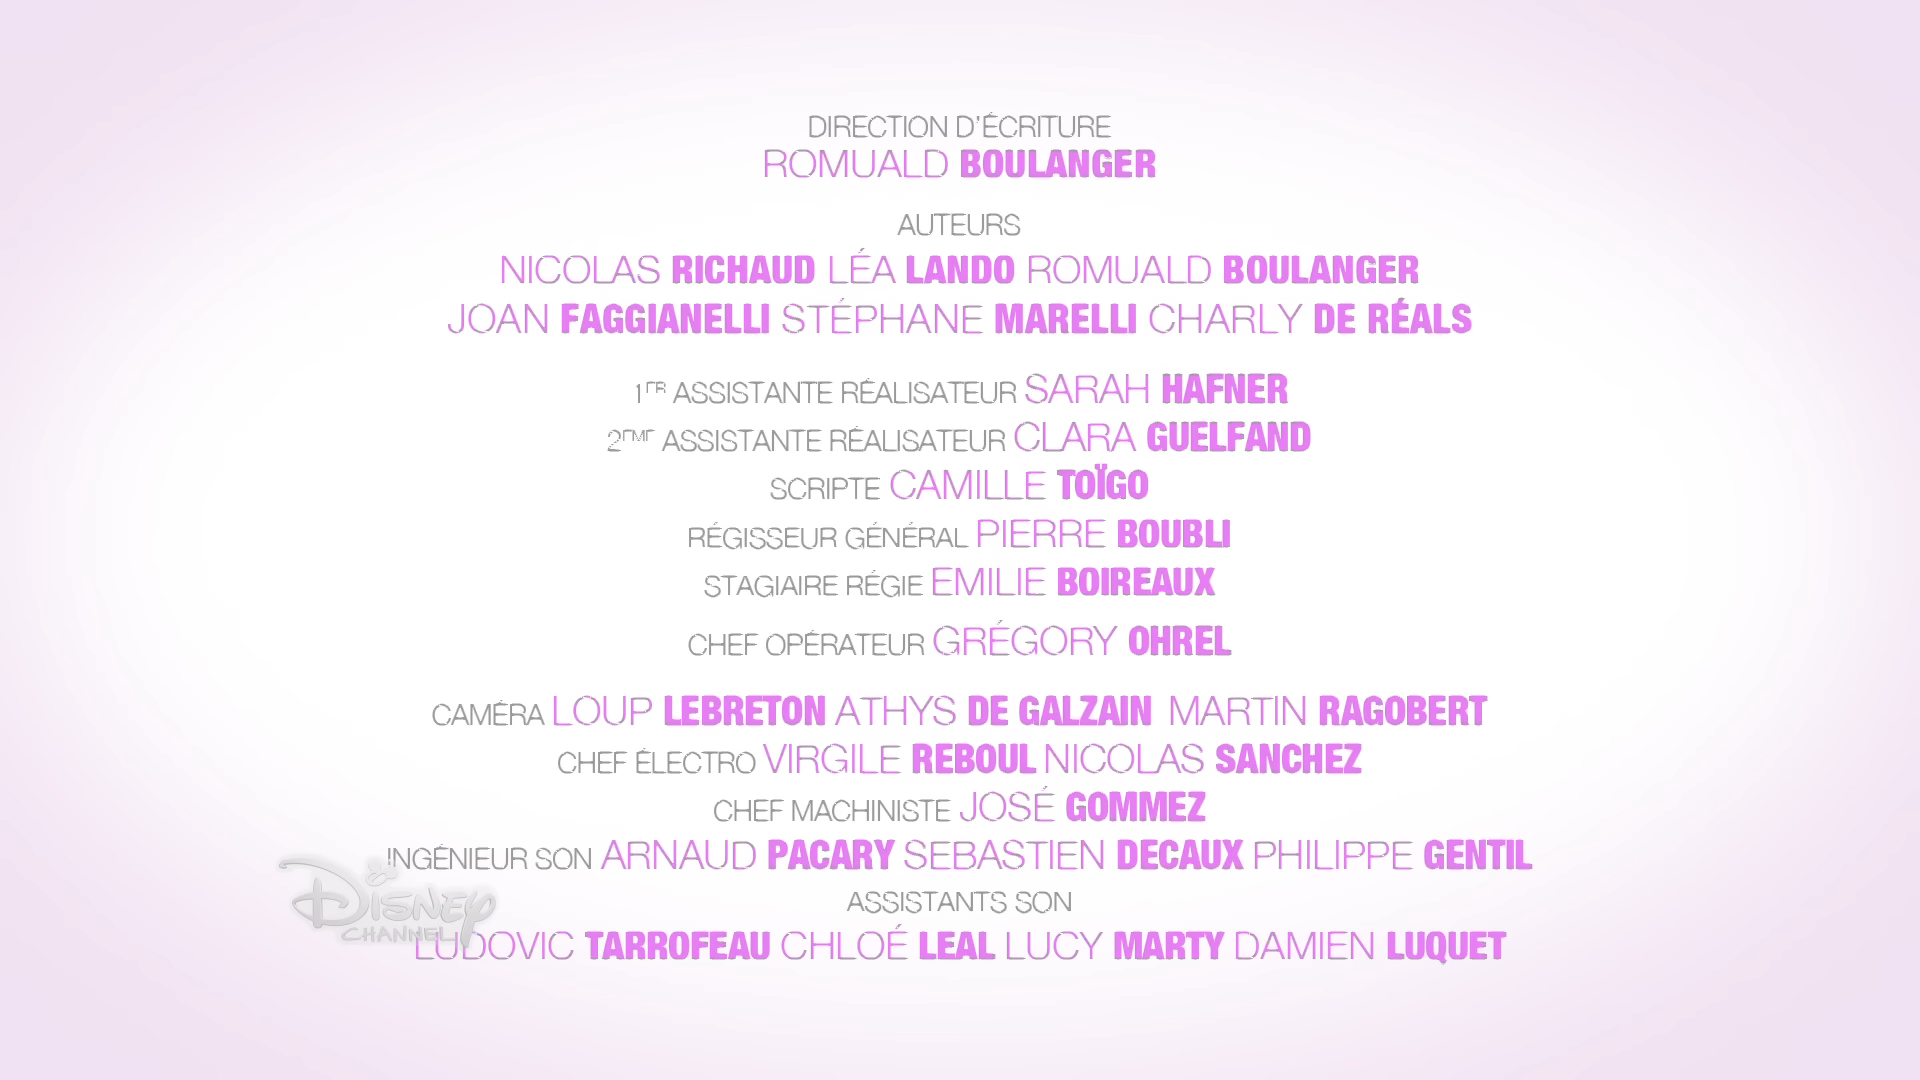 DIRECTION D'ÉCRITURE
ROMUALD BOULANGER
AUTEURS
NICOLAS RICHAUD LÉA LANDO ROMUALD BOULANGER
JOAN FAGGIANELLI STÉPHANE MARELLI CHARLY DE RÉALS
1ER ASSISTANTE RÉALISATEUR SARAH HAFNER
2EME ASSISTANTE RÉALISATEUR CLARA GUELFAND
SCRIPTE CAMILLE TOÏGO
RÉGISSEUR GÉNÉRAL PIERRE BOUBLI
STAGIAIRE RÉGIE EMILIE BOIREAUX
CHEF OPÉRATEUR GRÉGORY OHREL
CAMÉRA LOUP LEBRETON ATHYS DE GALZAIN MARTIN RAGOBERT
CHEF ÉLECTRO VIRGILE REBOUL NICOLAS SANCHEZ
CHEF MACHINISTE JOSÉ GOMMEZ
INGÉNIEUR SON ARNAUD PACARY SEBASTIEN DECAUX PHILIPPE GENTIL
ASSISTANTS SON
LUDOVIC TARROFEAU CHLOÉ LEAL LUCY MARTY DAMIEN LUQUET
DISNEY
CHANNEL